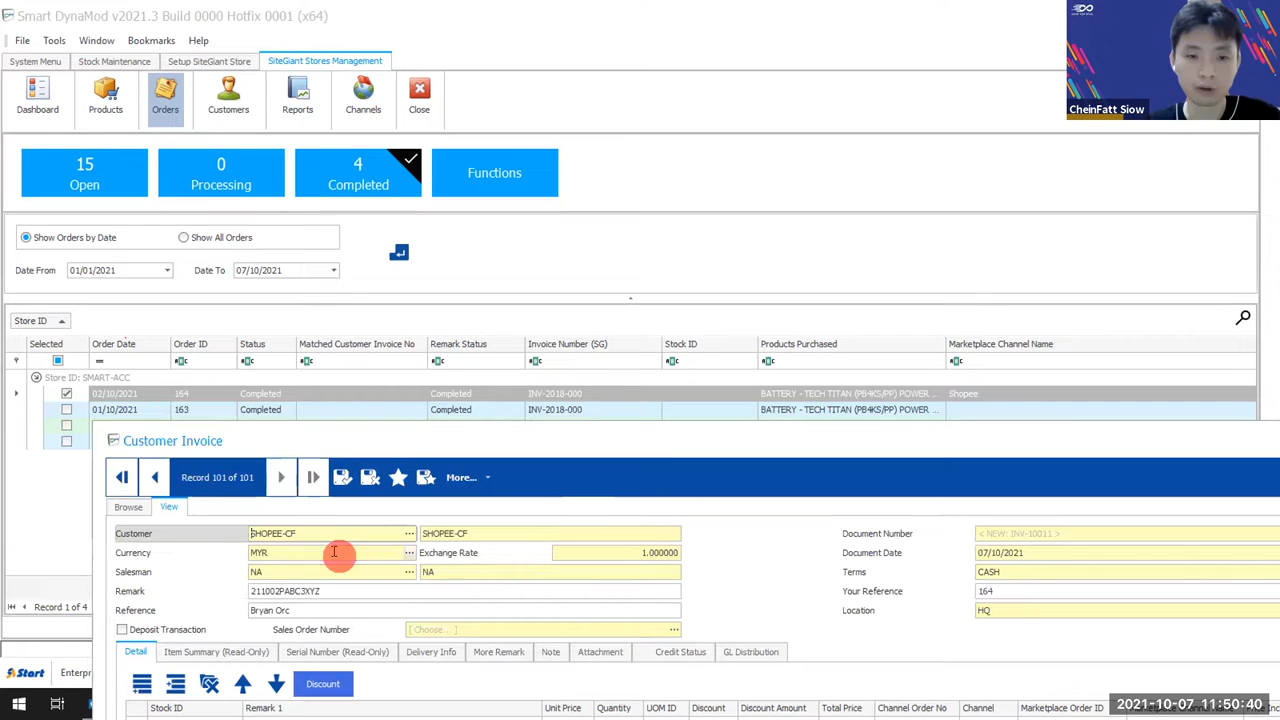 Smart DynaMod v2021.3 Build 0000 Hotfix 0001 (x64)
File Tools Window Bookmarks Help
System Menu Stock Maintenance Setup SiteGiant Store SiteGiant Stores Management
Dashboard Products Orders Customers Reports Channels Close
CheinFatt Siow
15 Open
0 Processing
4 Completed
Functions
Show Orders by Date Show All Orders
Date From 01/01/2021 Date To 07/10/2021
Store ID
Selected Order Date Order ID Status Matched Customer Invoice No Remark Status Invoice Number (SG) Stock ID Products Purchased Marketplace Channel Name
Store ID: SMART-ACC
02/10/2021 164 Completed Completed INV-2018-000 BATTERY - TECH TITAN (PB4KS/PP) POWER ... Shopee
01/10/2021 163 Completed Completed INV-2018-000 BATTERY - TECH TITAN (PB4KS/PP) POWER ...
Customer Invoice
Record 101 of 101 More...
Browse View
Customer SHOPEE-CF SHOPEE-CF Document Number < NEW: INV-10011 >
Currency MYR Exchange Rate 1.000000 Document Date 07/10/2021
Salesman NA NA Terms CASH
Remark 211002PABC3XYZ Your Reference 164
Reference Bryan Orc Location HQ
Record 1 of 4
Deposit Transaction Sales Order Number [ Choose... ]
Detail Item Summary (Read-Only) Serial Number (Read-Only) Delivery Info More Remark Note Attachment Credit Status GL Distribution
Start Enterp
Discount
Stock ID Remark 1 Unit Price Quantity UOM ID Discount Discount Amount Total Price Channel Order No Channel Marketplace Order ID Marketplace Channel Na Price Inc
2021-10-07 11:50:40